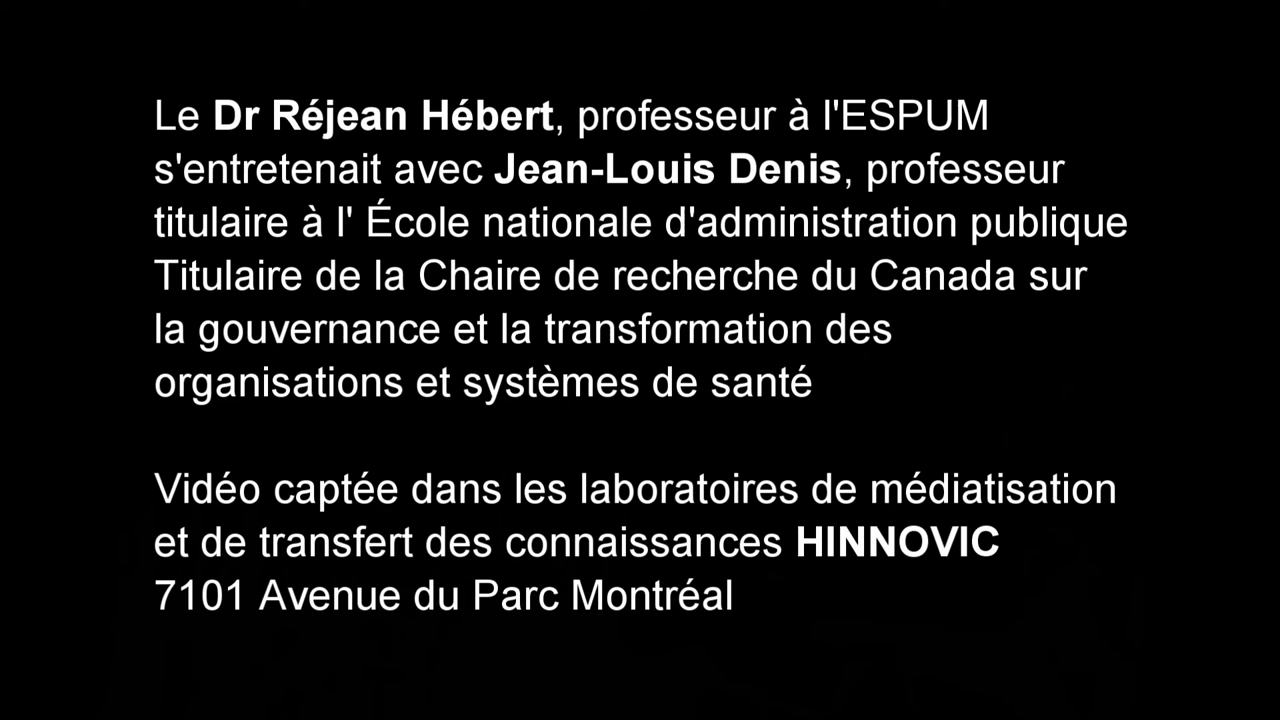 Le Dr Réjean Hébert, professeur à l'ESPUM
s'entretenait avec Jean-Louis Denis, professeur
titulaire à l' École nationale d'administration publique
Titulaire de la Chaire de recherche du Canada sur
la gouvernance et la transformation des
organisations et systèmes de santé
Vidéo captée dans les laboratoires de médiatisation
et de transfert des connaissances HINNOVIC
7101 Avenue du Parc Montréal